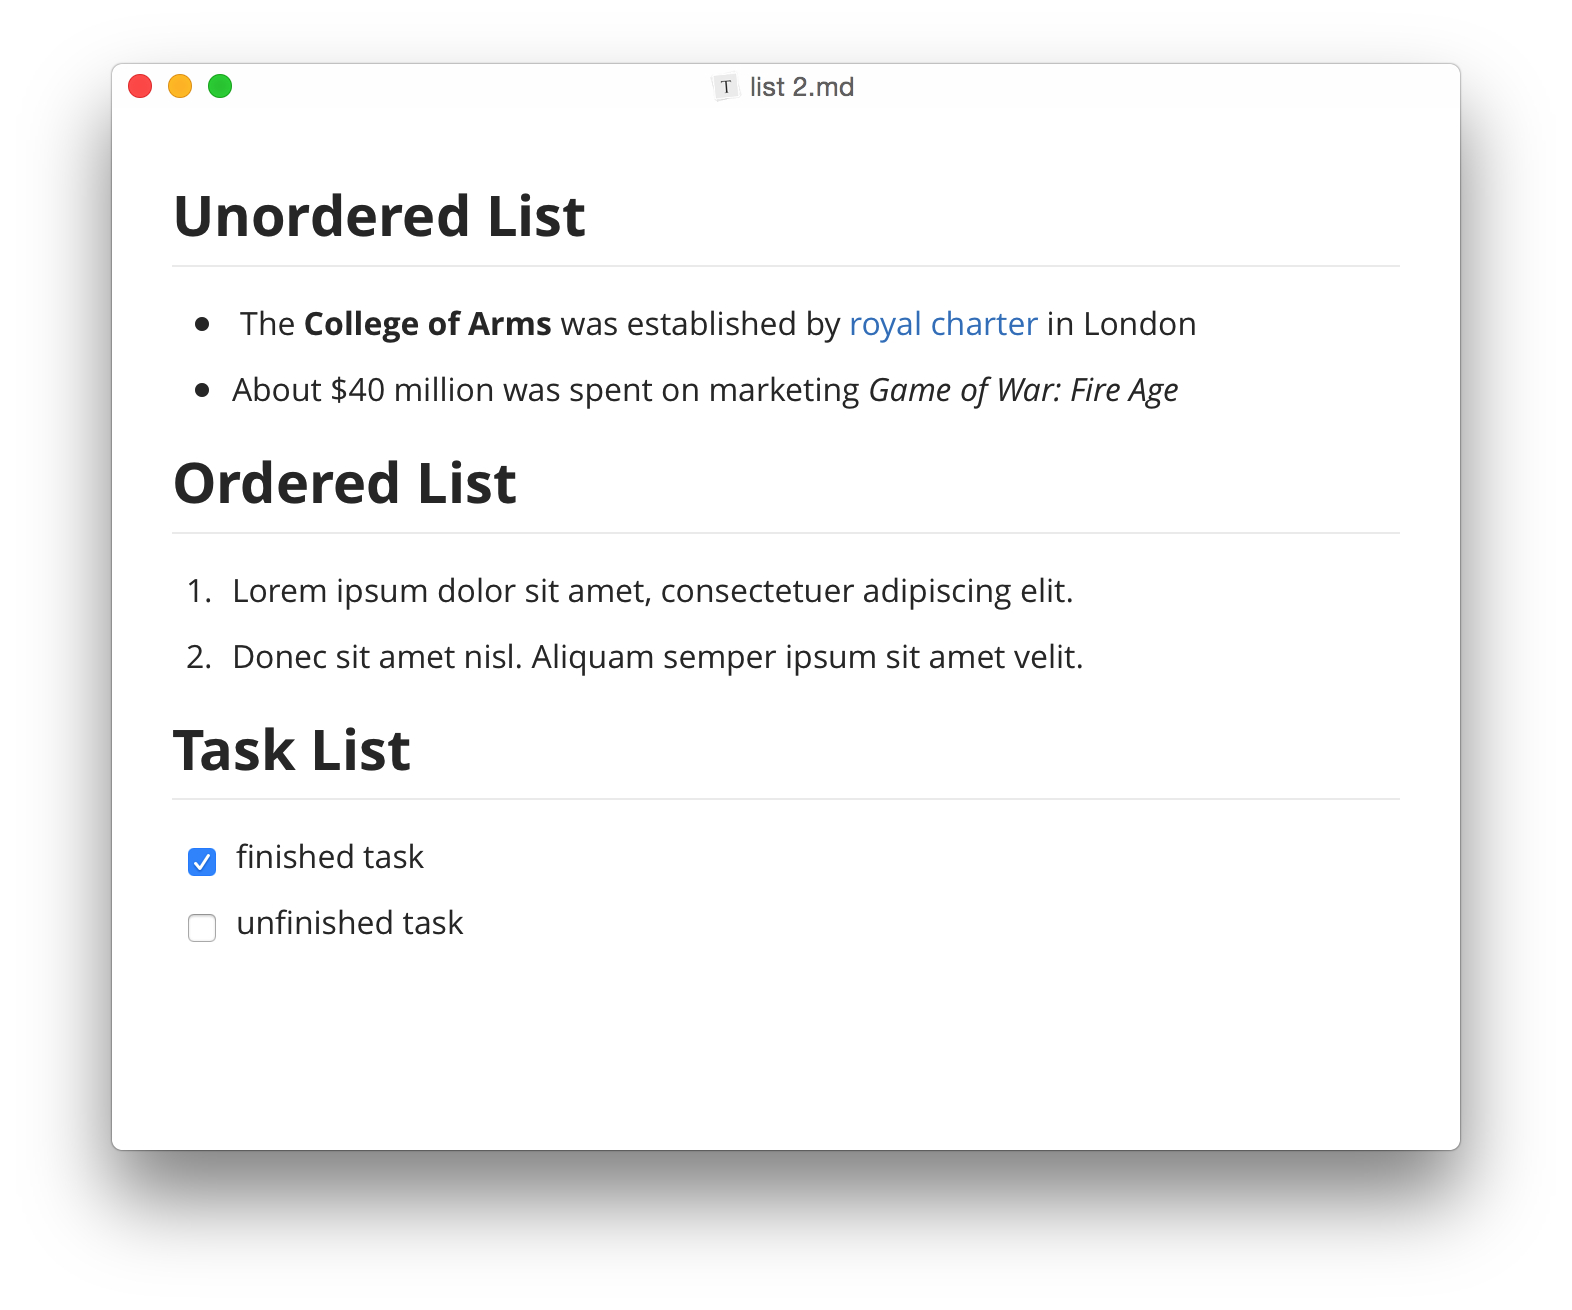 T list 2.md
Unordered List
• The College of Arms was established by royal charter in London
• About $40 million was spent on marketing Game of War: Fire Age
Ordered List
1. Lorem ipsum dolor sit amet, consectetuer adipiscing elit.
2. Donec sit amet nisl. Aliquam semper ipsum sit amet velit.
Task List
finished task
unfinished task